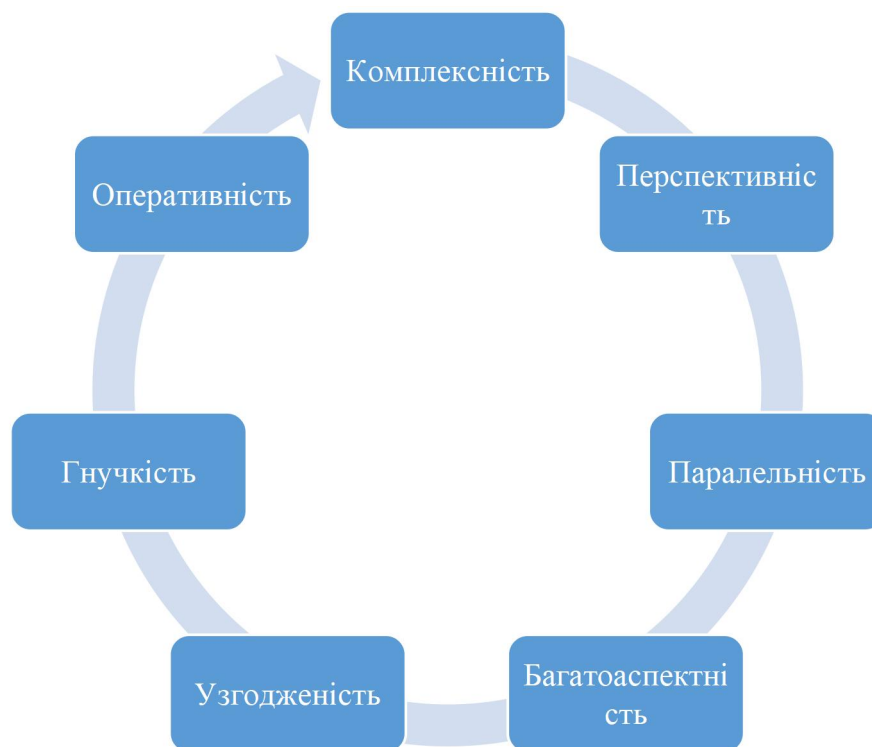 Комплексність
Перспективніс
ть
Паралельність
Багатоаспектні
сть
Узгодженість
Гнучкість
Оперативність